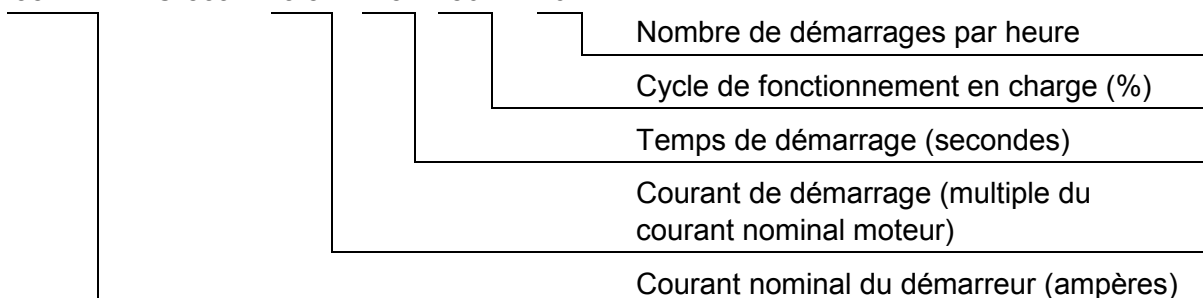 Nombre de démarrages par heure
Cycle de fonctionnement en charge (%)
Temps de démarrage (secondes)
Courant de démarrage (multiple du
courant nominal moteur)
Courant nominal du démarreur (ampères)